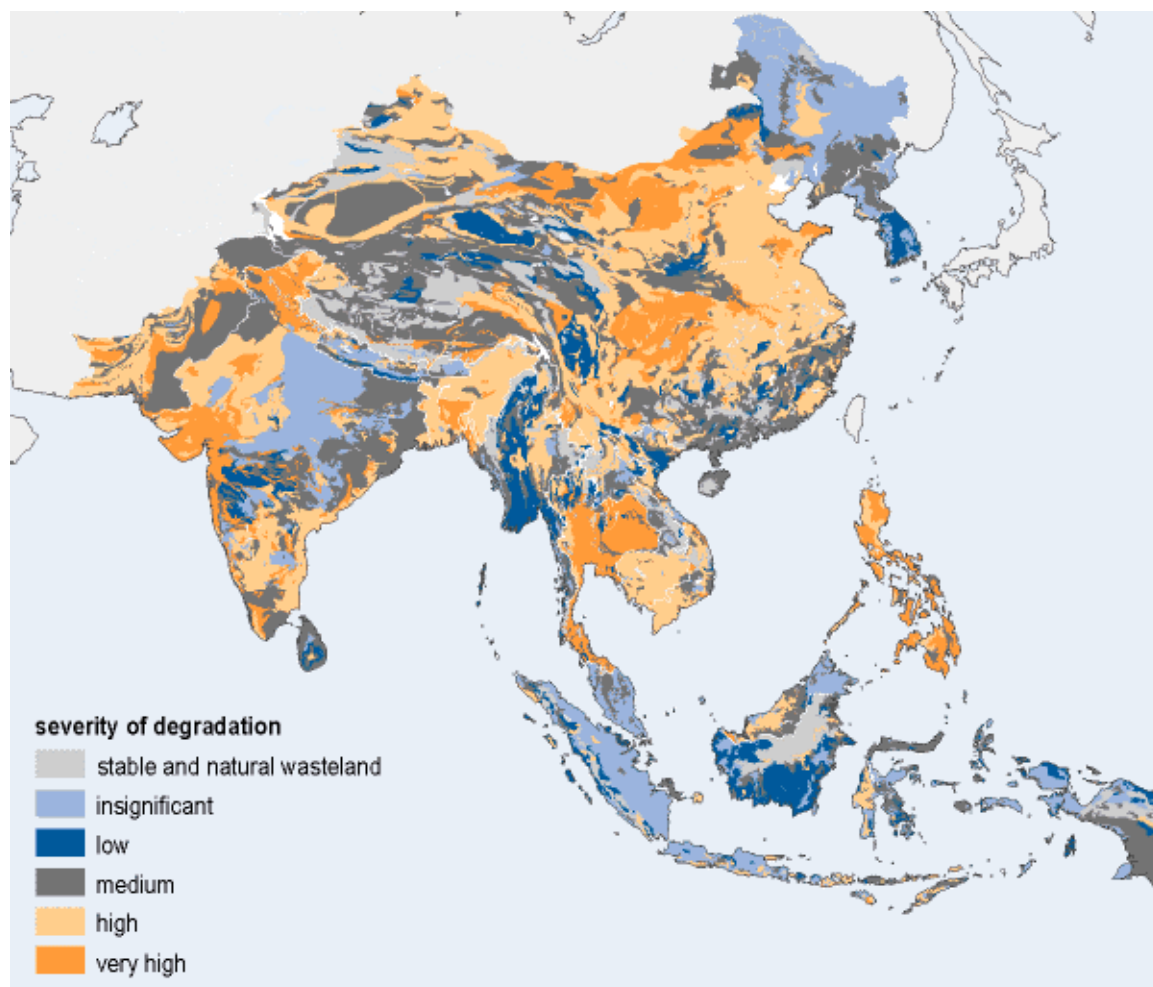 severity of degradation
stable and natural wasteland
insignificant
low
medium
high
very high